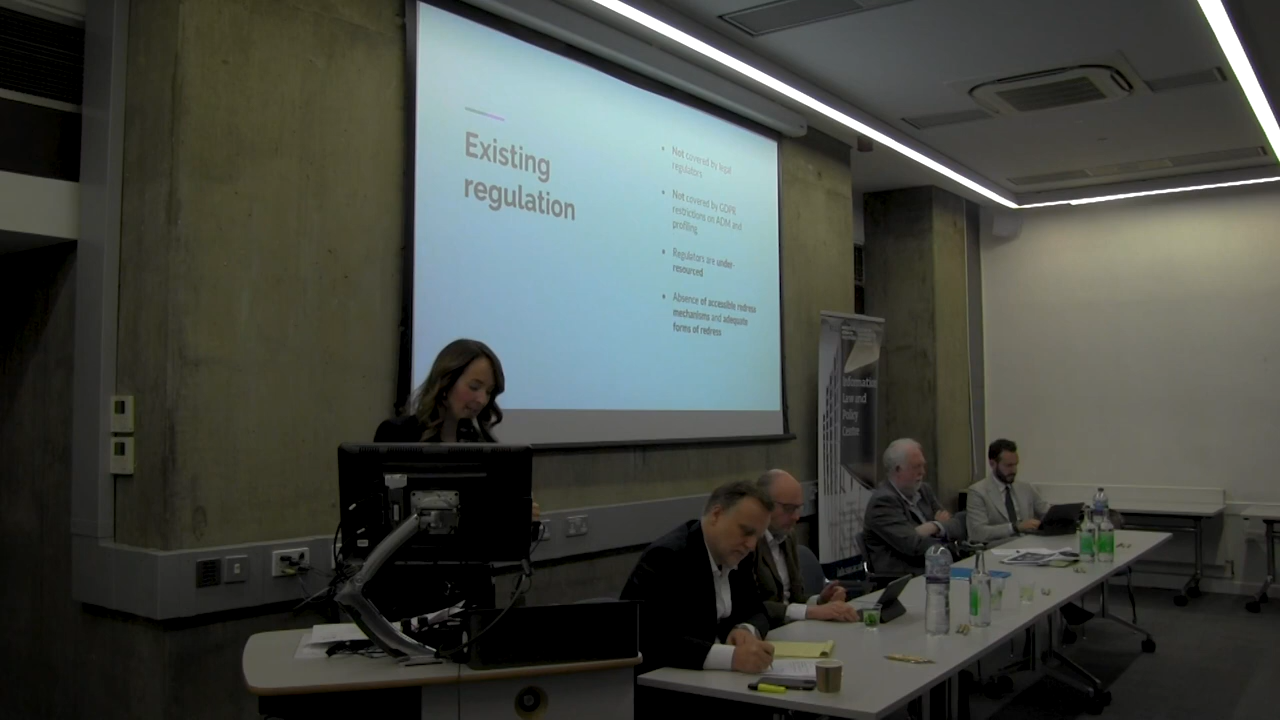 Existing
regulation
Not covered by legal
regulators
Not covered by GDPR
restrictions on ADM and
profiling
Regulators are under-
resourced
Absence of accessible redress
mechanisms and adequate
forms of redress
Information
Law and
Policy
Centre